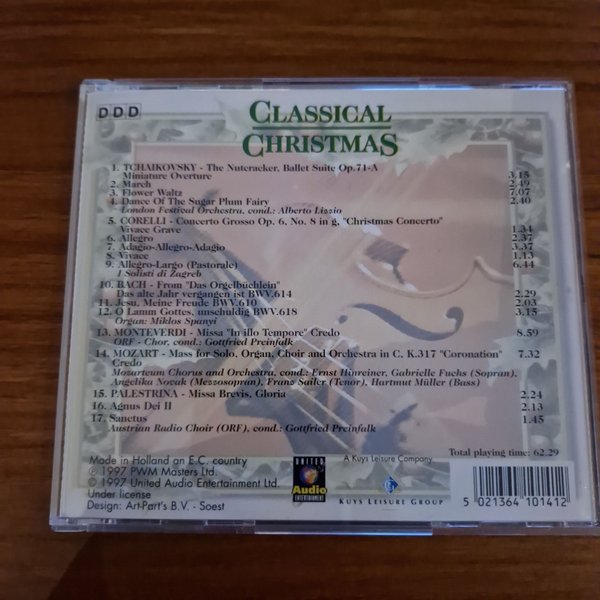 DDD
CLASSICAL
CHRISTMAS
1. TCHAIKOVSKY - The Nutcracker, Ballet Suite Op.71-A
Miniature Overture 3.15
2. March 2.49
3. Flower Waltz 7.07
4. Dance Of The Sugar Plum Fairy 2.40
London Festival Orchestra, cond.: Alberto Lizzio
5. CORELLI - Concerto Grosso Op. 6, No. 8 in g, "Christmas Concerto"
Vivace Grave 1.34
6. Allegro 2.37
7. Adagio-Allegro-Adagio 3.37
8. Vivace 1.13
9. Allegro-Largo (Pastorale) 6.44
I Solisti di Zagreb
10. BACH - From "Das Orgelbüchlein"
Das alte Jahr vergangen ist BWV.614 2.29
11. Jesu, Meine Freude BWV.610 2.03
12. O Lamm Gottes, unschuldig BWV.618 3.15
Organ: Miklos Spanyi
13. MONTEVERDI - Missa "In illo Tempore" Credo 8.59
ORF - Chor, cond.: Gottfried Preinfalk
14. MOZART - Mass for Solo, Organ, Choir and Orchestra in C, K.317 "Coronation" 7.32
Credo
Mozarteum Chorus and Orchestra, cond.: Ernst Hinreiner, Gabrielle Fuchs (Sopran),
Angelika Novak (Mezzosopran), Franz Sailer (Tenor), Hartmut Müller (Bass)
15. PALESTRINA - Missa Brevis, Gloria 2.24
16. Agnus Dei II 2.13
17. Sanctus 1.45
Austrian Radio Choir (ORF), cond.: Gottfried Preinfalk
Total playing time: 62.29
Made in Holland an E.C. country
℗ 1997 PWM Masters Ltd.
© 1997 United Audio Entertainment Ltd.
Under license
Design: Art-Part's B.V. - Soest
UNITED
Audio
ENTERTAINMENT
A Kuys Leisure Company
KUYS LEISURE GROUP
5 021364 101412